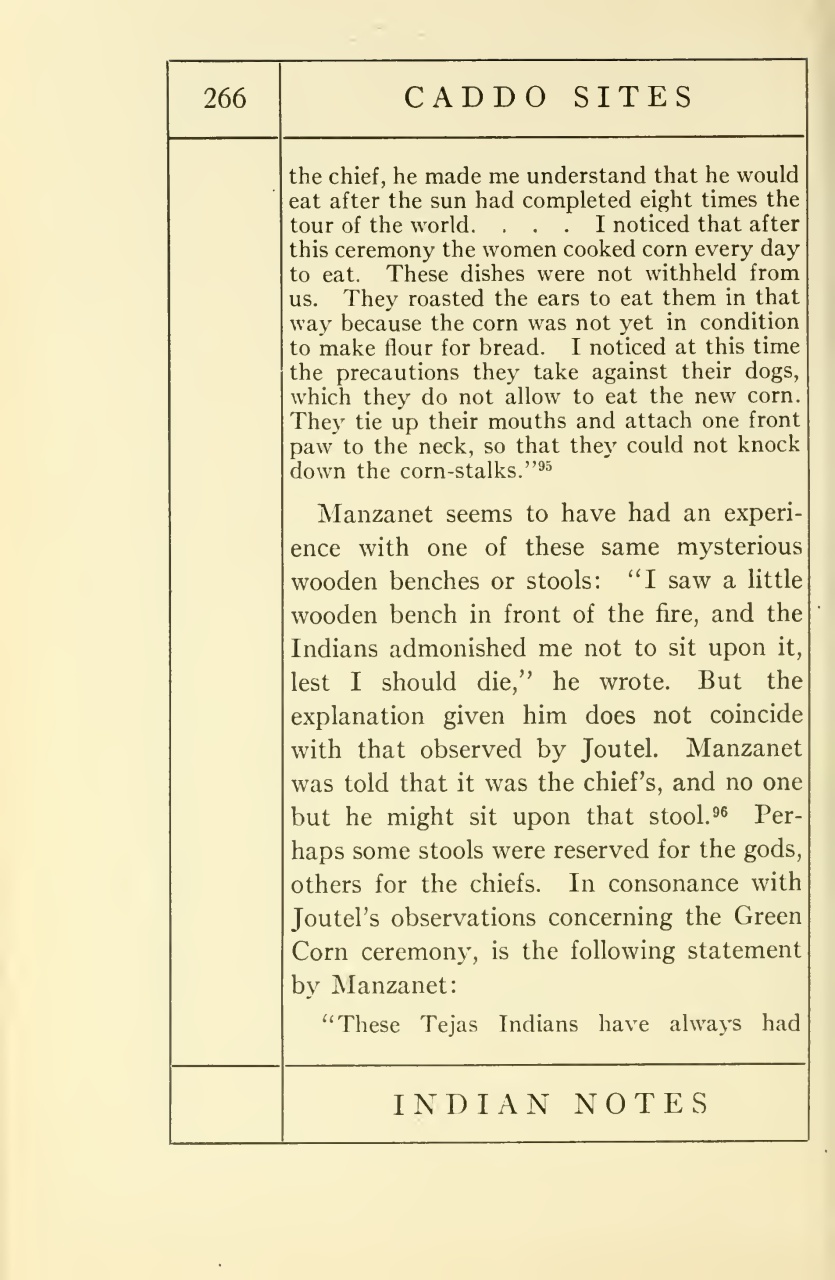 266
CADDO SITES
the chief, he made me understand that he would
eat after the sun had completed eight times the
tour of the world. . . . I noticed that after
this ceremony the women cooked corn every day
to eat. These dishes were not withheld from
us. They roasted the ears to eat them in that
way because the corn was not yet in condition
to make flour for bread. I noticed at this time
the precautions they take against their dogs,
which they do not allow to eat the new corn.
They tie up their mouths and attach one front
paw to the neck, so that they could not knock
down the corn-stalks."⁹⁵
Manzanet seems to have had an experi-
ence with one of these same mysterious
wooden benches or stools: "I saw a little
wooden bench in front of the fire, and the
Indians admonished me not to sit upon it,
lest I should die," he wrote. But the
explanation given him does not coincide
with that observed by Joutel. Manzanet
was told that it was the chief's, and no one
but he might sit upon that stool.⁹⁶ Per-
haps some stools were reserved for the gods,
others for the chiefs. In consonance with
Joutel's observations concerning the Green
Corn ceremony, is the following statement
by Manzanet:
"These Tejas Indians have always had
INDIAN NOTES